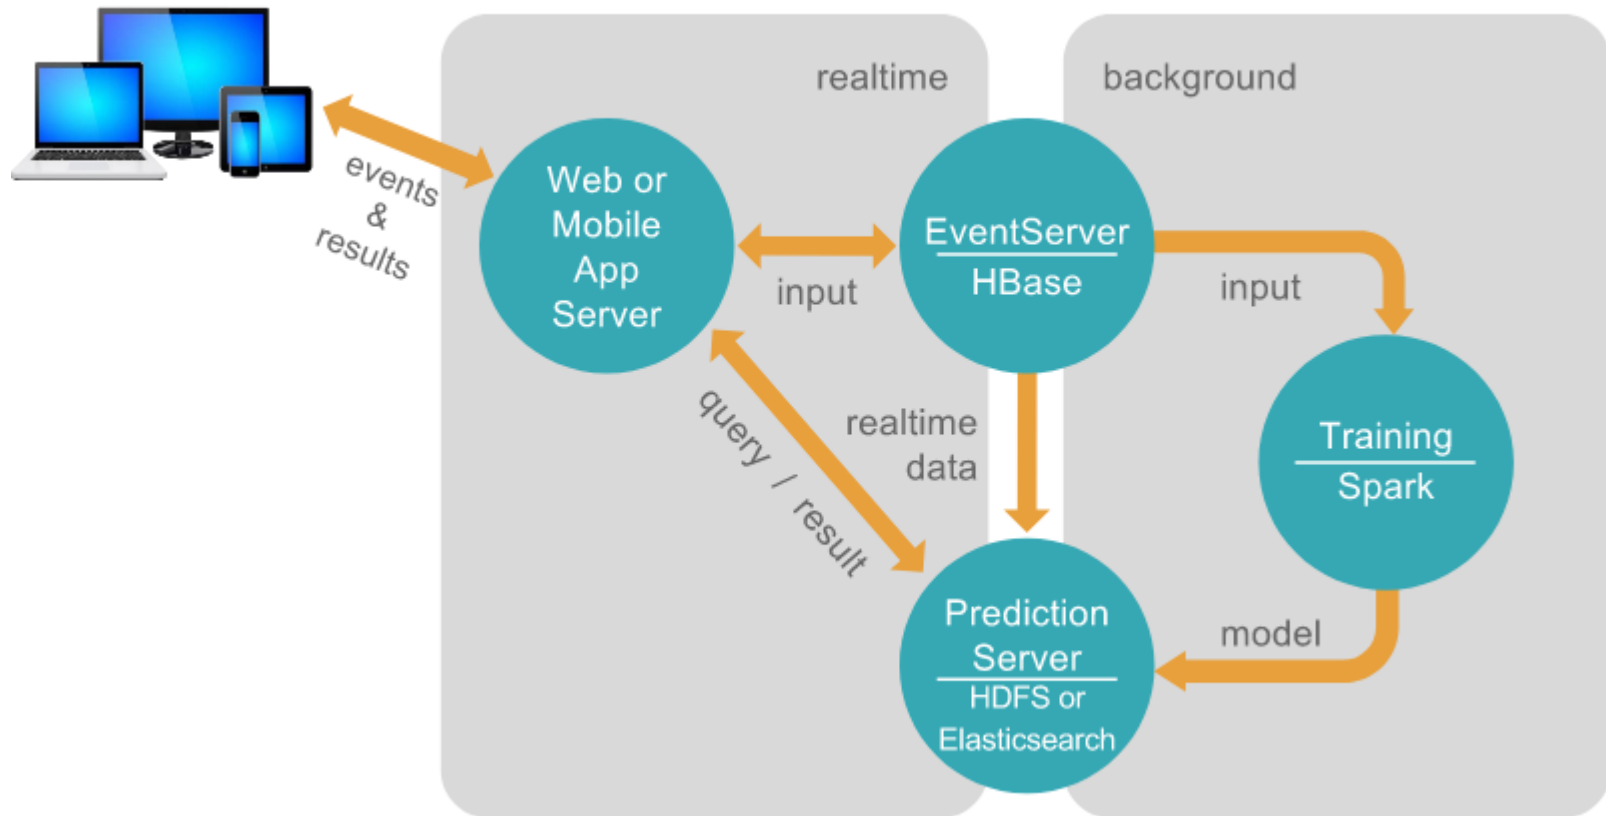 realtime
background
events
&
results
Web or
Mobile
App
Server
input
EventServer
HBase
input
query / result
realtime
data
Training
Spark
Prediction
Server
HDFS or
Elasticsearch
model